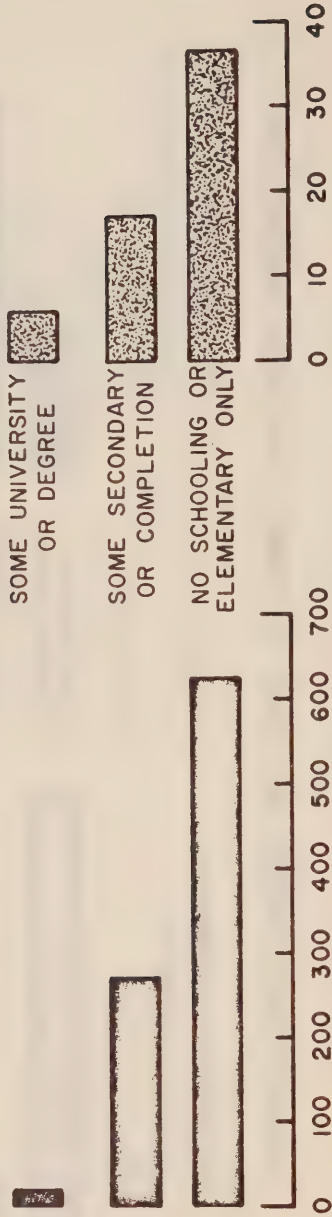 SOME UNIVERSITY
OR DEGREE
SOME SECONDARY
OR COMPLETION
NO SCHOOLING OR
ELEMENTARY ONLY
0 100 200 300 400 500 600 700
0 10 20 30 40